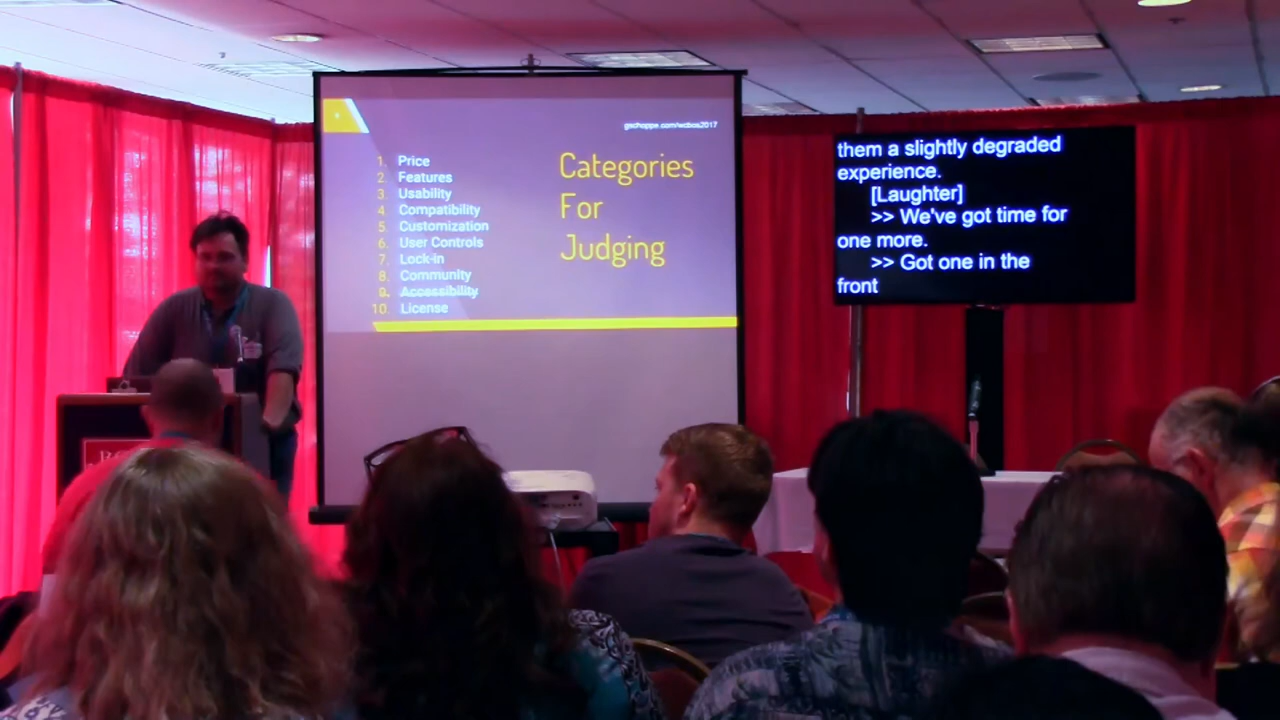 gschoppe.com/wcbos2017
1. Price
2. Features
3. Usability
4. Compatibility
5. Customization
6. User Controls
7. Lock-in
8. Community
9. Accessibility
10. License
Categories
For
Judging
them a slightly degraded
experience.
[Laughter]
>> We've got time for
one more.
>> Got one in the
front